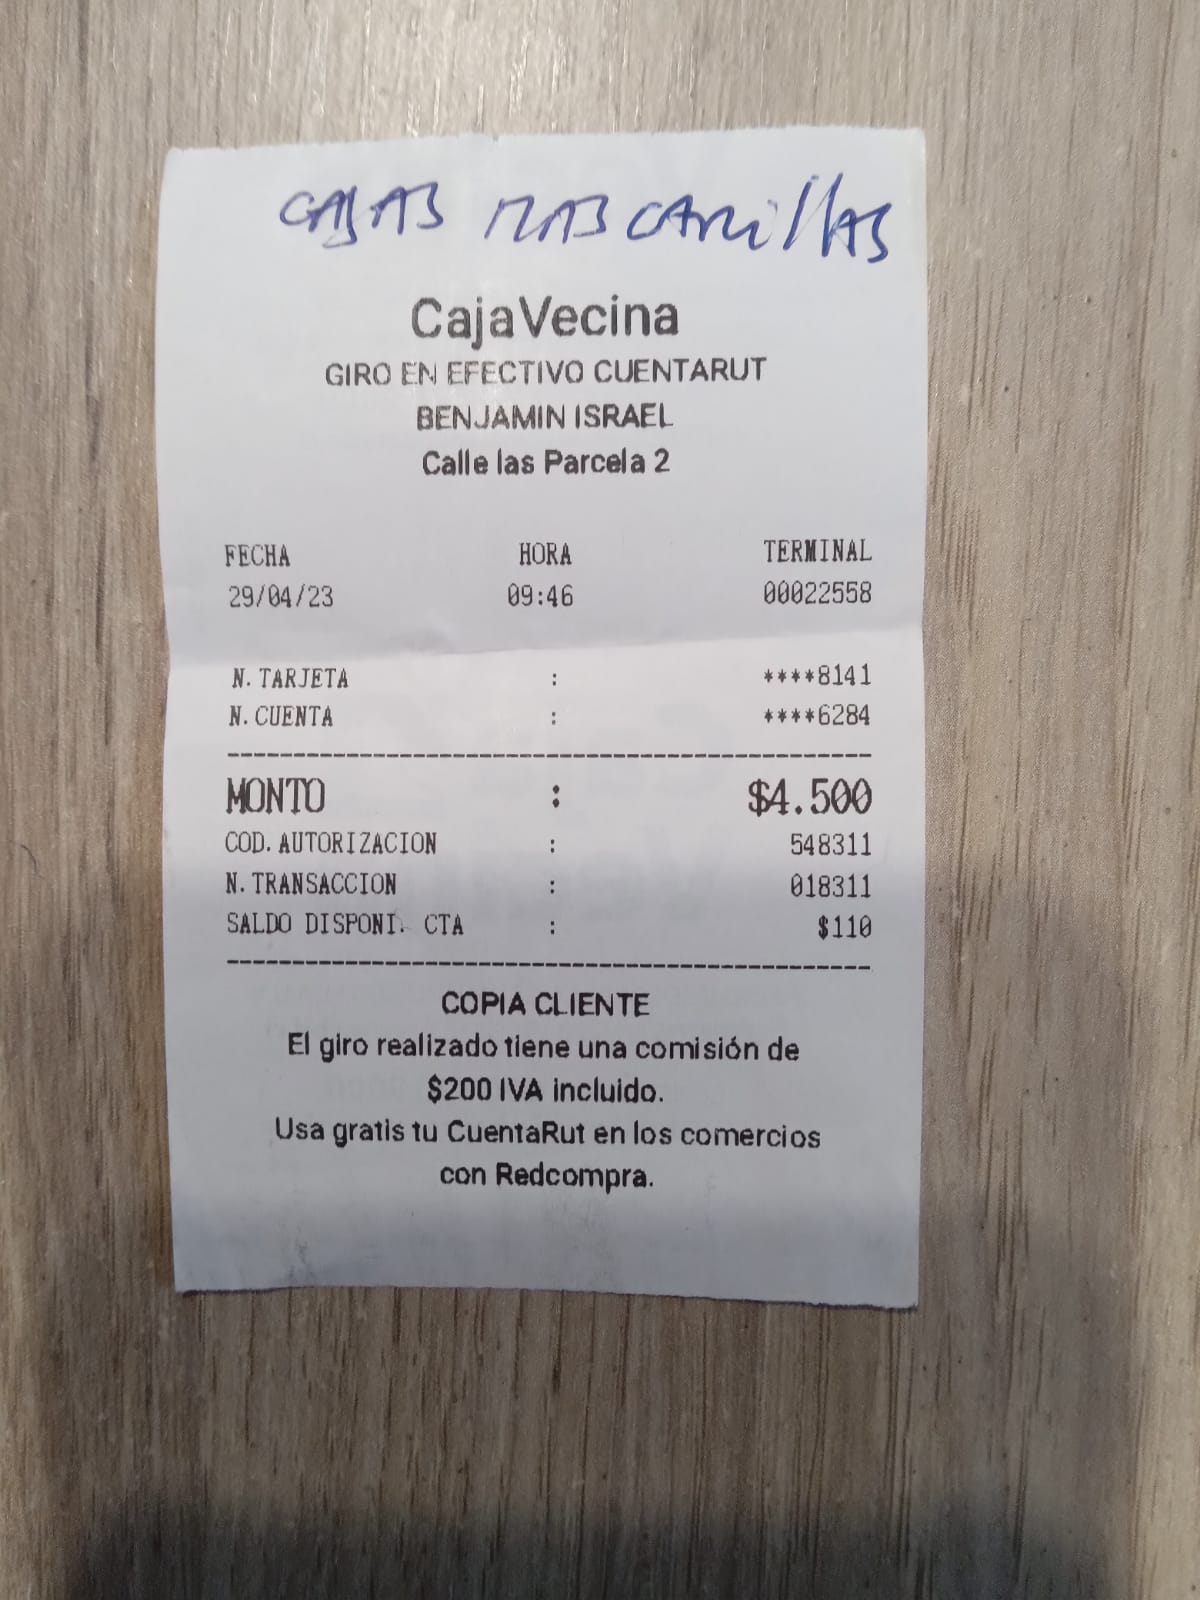 CAJAS MASCARILLAS
CajaVecina
GIRO EN EFECTIVO CUENTARUT
BENJAMIN ISRAEL
Calle las Parcela 2
FECHA HORA TERMINAL
29/04/23 09:46 00022558
N. TARJETA : ****8141
N. CUENTA : ****6284
MONTO : $4.500
COD. AUTORIZACION : 548311
N. TRANSACCION : 018311
SALDO DISPONI. CTA : $110
COPIA CLIENTE
El giro realizado tiene una comisión de
$200 IVA incluido.
Usa gratis tu CuentaRut en los comercios
con Redcompra.